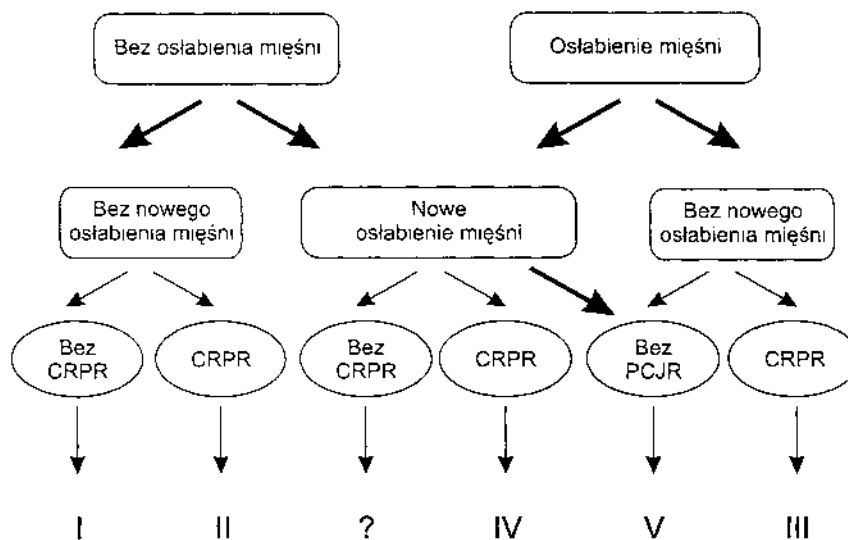 Bez osłabienia mięśni
Osłabienie mięśni
Bez nowego
osłabienia mięśni
Nowe
osłabienie mięśni
Bez nowego
osłabienia mięśni
Bez
CRPR
CRPR
Bez
CRPR
CRPR
Bez
PCJR
CRPR
I
II
?
IV
V
III